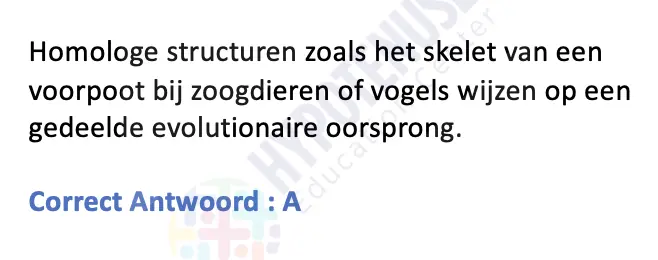 Homologe structuren zoals het skelet van een
voorpoot bij zoogdieren of vogels wijzen op een
gedeelde evolutionaire oorsprong.
Correct Antwoord : A
HYPOTENUSE
Education Center